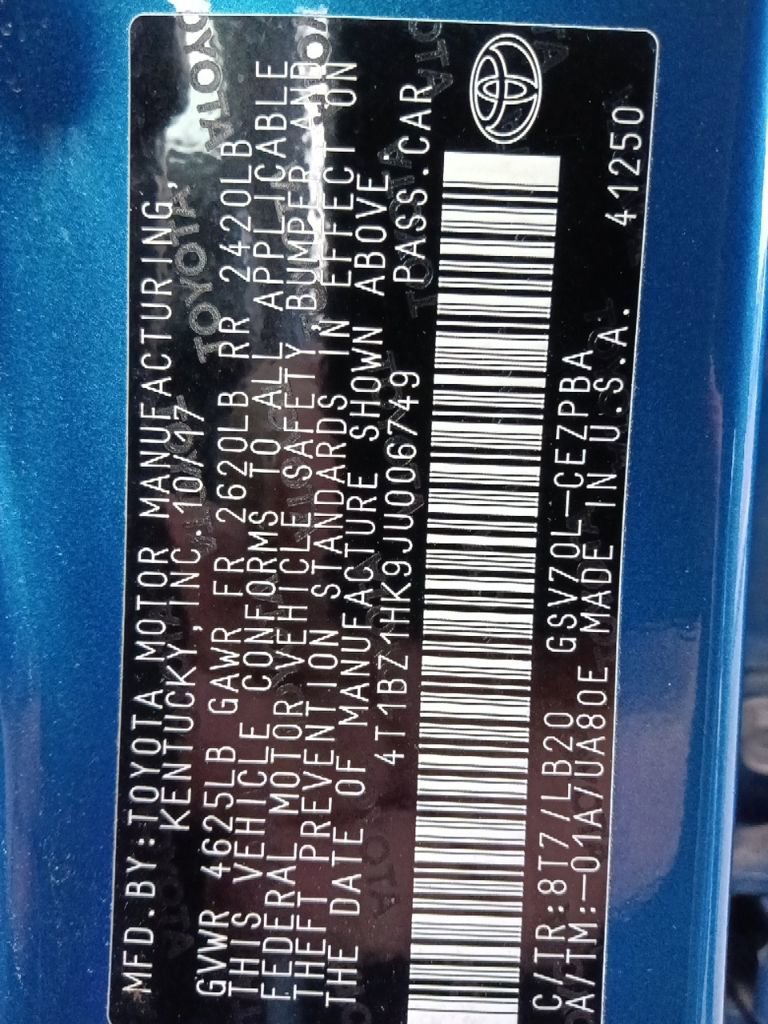 MFD.BY:TOYOTA MOTOR MANUFACTURING,
KENTUCKY,INC. 10/17
GVWR 4625LB GAWR FR 2620LB RR 2420LB
THIS VEHICLE CONFORMS TO ALL APPLICABLE
FEDERAL MOTOR VEHICLE SAFETY, BUMPER, AND
THEFT PREVENTION STANDARDS IN EFFECT ON
THE DATE OF MANUFACTURE SHOWN ABOVE.
4T1BZ1HK9JU006749 PASS.CAR
C/TR:8T7/LB20 GSV70L-CEZPBA 41250
A/TM:-01A/UA80E MADE IN U.S.A.